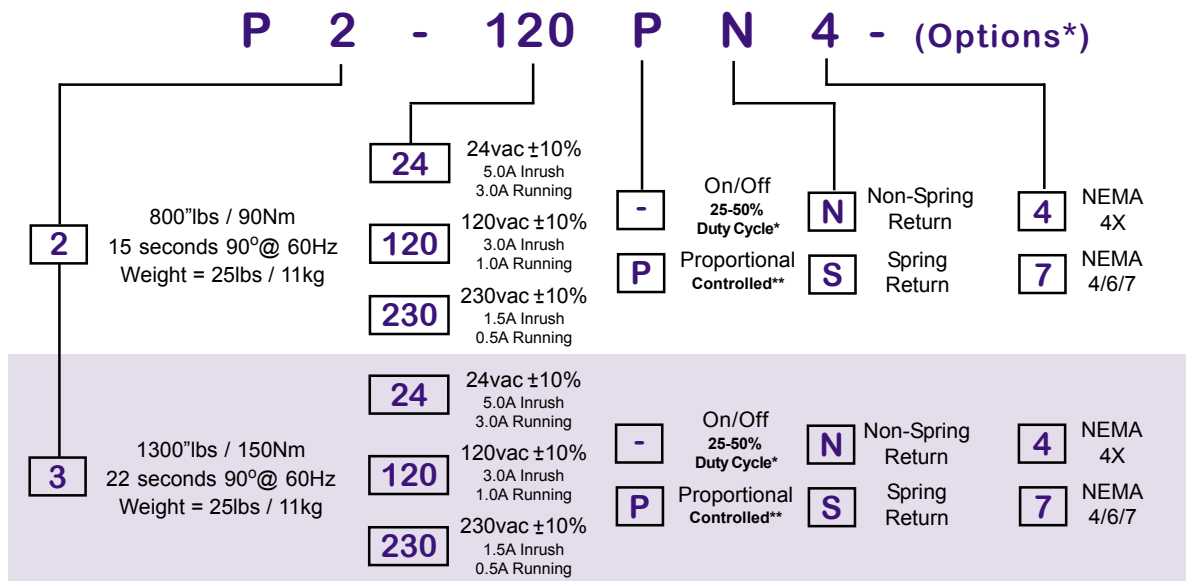 P 2 - 120 P N 4 - (Options*)
2
800”lbs / 90Nm
15 seconds 90°@ 60Hz
Weight = 25lbs / 11kg
24
24vac ±10%
5.0A Inrush
3.0A Running
120
120vac ±10%
3.0A Inrush
1.0A Running
230
230vac ±10%
1.5A Inrush
0.5A Running
-
On/Off
25-50%
Duty Cycle*
P
Proportional
Controlled**
N
Non-Spring
Return
S
Spring
Return
4
NEMA
4X
7
NEMA
4/6/7
3
1300”lbs / 150Nm
22 seconds 90°@ 60Hz
Weight = 25lbs / 11kg
24
24vac ±10%
5.0A Inrush
3.0A Running
120
120vac ±10%
3.0A Inrush
1.0A Running
230
230vac ±10%
1.5A Inrush
0.5A Running
-
On/Off
25-50%
Duty Cycle*
P
Proportional
Controlled**
N
Non-Spring
Return
S
Spring
Return
4
NEMA
4X
7
NEMA
4/6/7